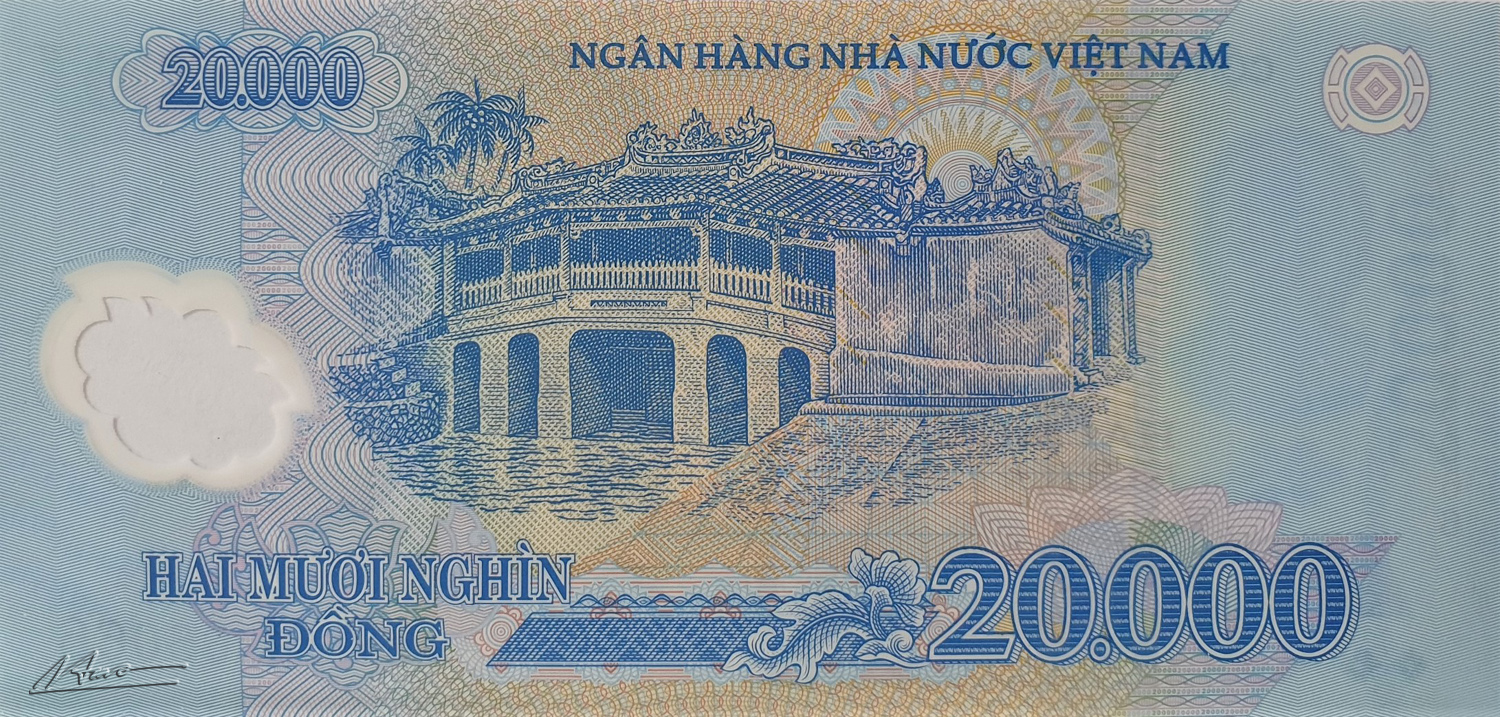 20.000
NGÂN HÀNG NHÀ NƯỚC VIỆT NAM
HAI MƯƠI NGHÌN
ĐỒNG
20.000